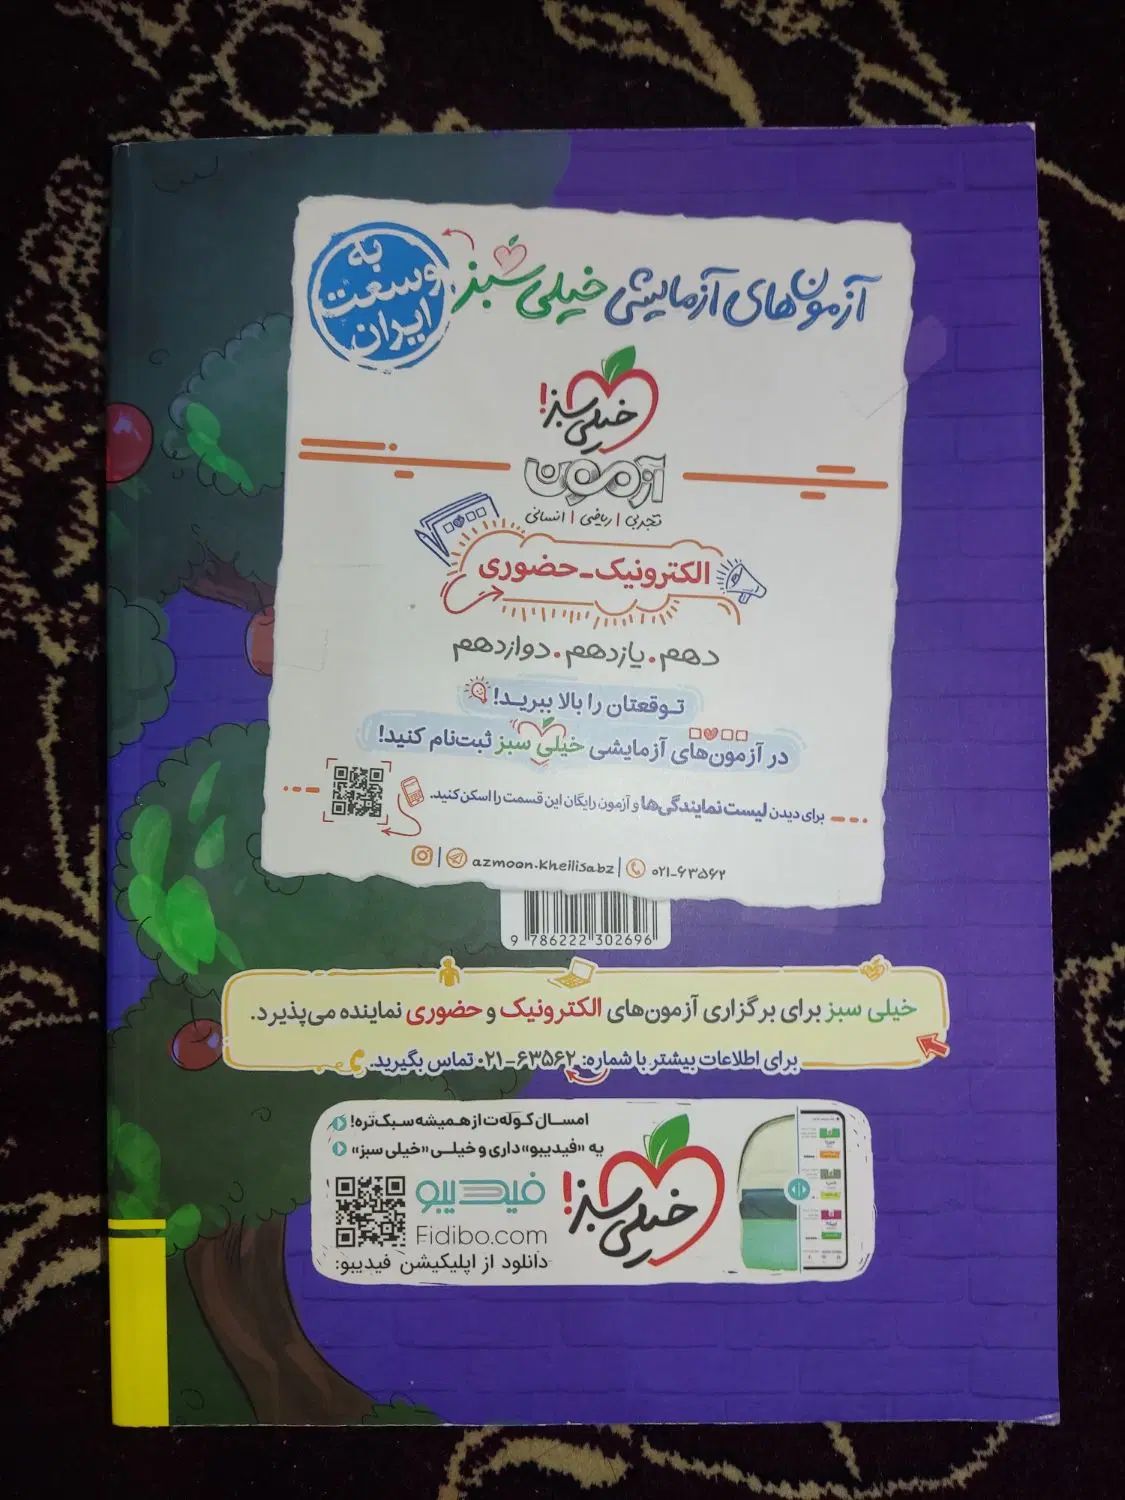 آزمون‌های آزمایشی خیلی سبز
به
وسعت
ایران
خیلی سبز!
آزمون
تجربی | ریاضی | انسانی
الکترونیک-حضوری
دهم.یازدهم.دوازدهم
توقعتان را بالا ببرید!
در آزمون‌های آزمایشی خیلی سبز ثبت‌نام کنید!
برای دیدن لیست نمایندگی‌ها و آزمون رایگان این قسمت را اسکن کنید.
azmoon.kheilisabz | ۰۲۱-۶۳۵۶۲
9 786222 302696
خیلی سبز برای برگزاری آزمون‌های الکترونیک و حضوری نماینده می‌پذیرد.
برای اطلاعات بیشتر با شماره: ۶۳۵۶۲-۰۲۱ تماس بگیرید.
امسال کوله‌ت از همیشه سبک‌تره!
یه «فیدیبو» داری و خیلی «خیلی سبز»
فیدیبو
Fidibo.com
دانلود از اپلیکیشن فیدیبو:
خیلی سبز!